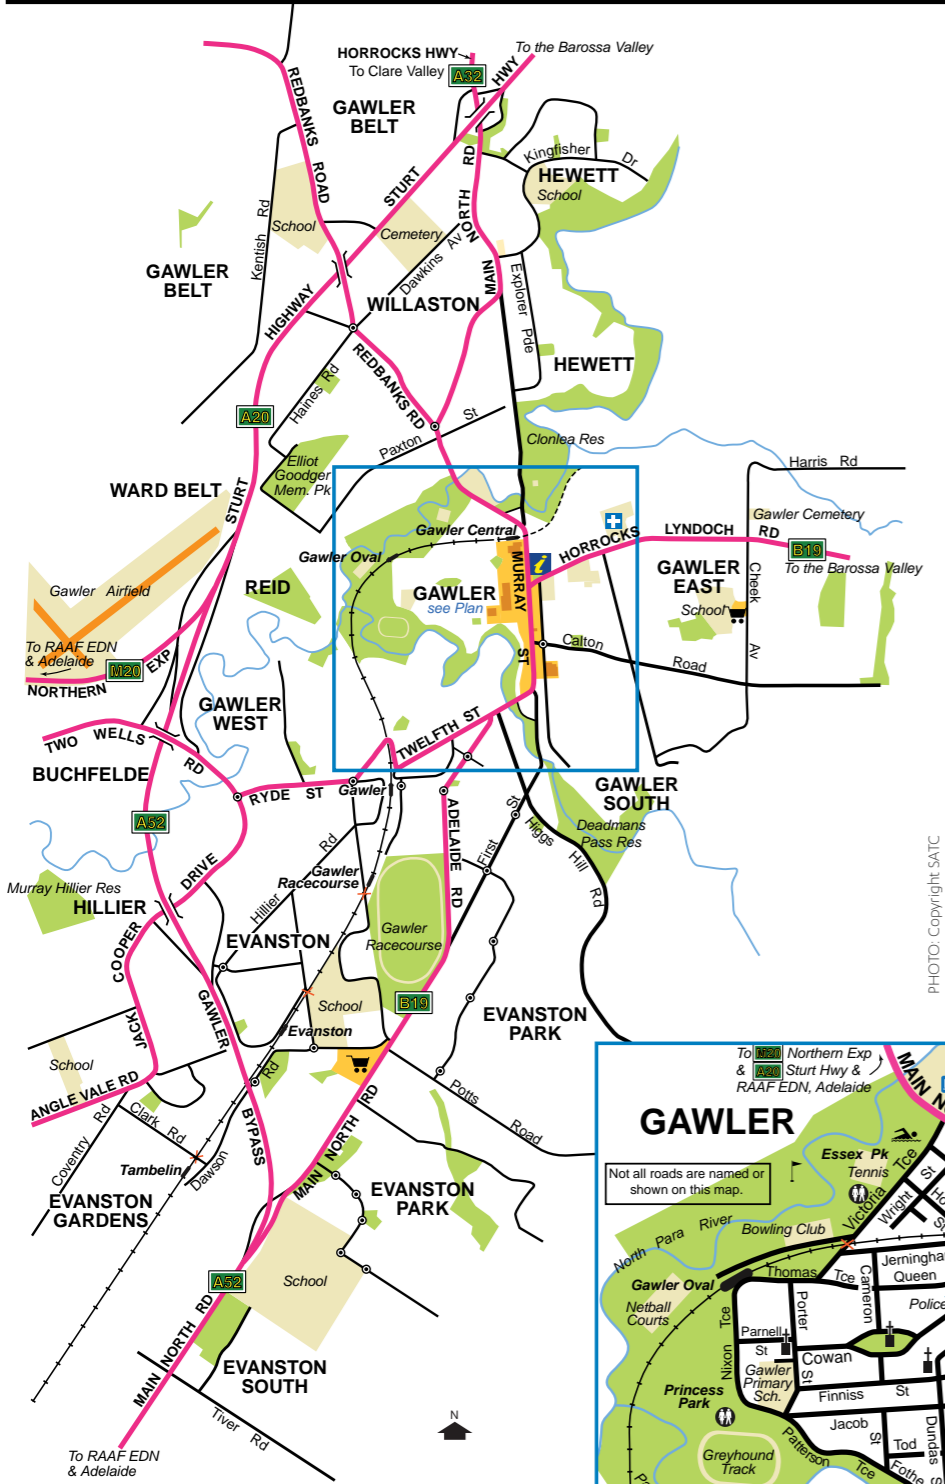 HORROCKS HWY
To Clare Valley
A32
HWY
To the Barossa Valley
REDBANKS ROAD
GAWLER
BELT
STURT
MAIN NORTH RD
Kingfisher Dr
HEWETT
School
Kentish Rd
School
Cemetery
Dawkins Av
GAWLER
BELT
HIGHWAY
WILLASTON
Explorer Pde
HEWETT
REDBANKS RD
Haines Rd
A20
Paxton St
Clonlea Res
Elliot
Goodger
Mem. Pk
Harris Rd
WARD BELT
STURT
Gawler Cemetery
Gawler Central
HORROCKS
LYNDOCH RD
B19
To the Barossa Valley
Gawler Oval
i
MURRAY ST
GAWLER
see Plan
GAWLER
EAST
School
Cheek Av
REID
Gawler Airfield
Calton Road
To RAAF EDN
& Adelaide
M20
NORTHERN EXP
GAWLER
WEST
TWO WELLS RD
TWELFTH ST
BUCHFELDE
RYDE ST
Gawler
GAWLER
SOUTH
Deadmans
Pass Res
A52
ADELAIDE RD
First St
Higgs Hill Rd
Murray Hillier Res
HILLIER
JACK COOPER DRIVE
Hillier Rd
Gawler
Racecourse
Gawler
Racecourse
EVANSTON
School
B19
EVANSTON
PARK
GAWLER BYPASS
Evanston
School
ANGLE VALE RD
Clark Rd
Coventry Rd
Tambelin
Dawson Rd
Potts Road
MAIN NORTH RD
EVANSTON
GARDENS
EVANSTON
PARK
School
A52
MAIN NORTH RD
EVANSTON
SOUTH
Tiver Rd
To RAAF EDN
& Adelaide
N
PHOTO: Copyright SATC
To M20 Northern Exp
& A20 Sturt Hwy &
RAAF EDN, Adelaide
MAIN N
GAWLER
Not all roads are named or
shown on this map.
Essex Pk
Tennis
Victoria Tce
Wright St
Ho
S
North Para River
Bowling Club
Gawler Oval
Thomas Tce
Cameron
Jerningha
Queen
Police
Netball
Courts
Nixon Tce
Porter St
Parnell
St
Cowan
Gawler
Primary
Sch.
Finniss St
Princess
Park
Jacob St
Tod
Dundas S
Fothe
Patterson Tce
Greyhound
Track
Pri